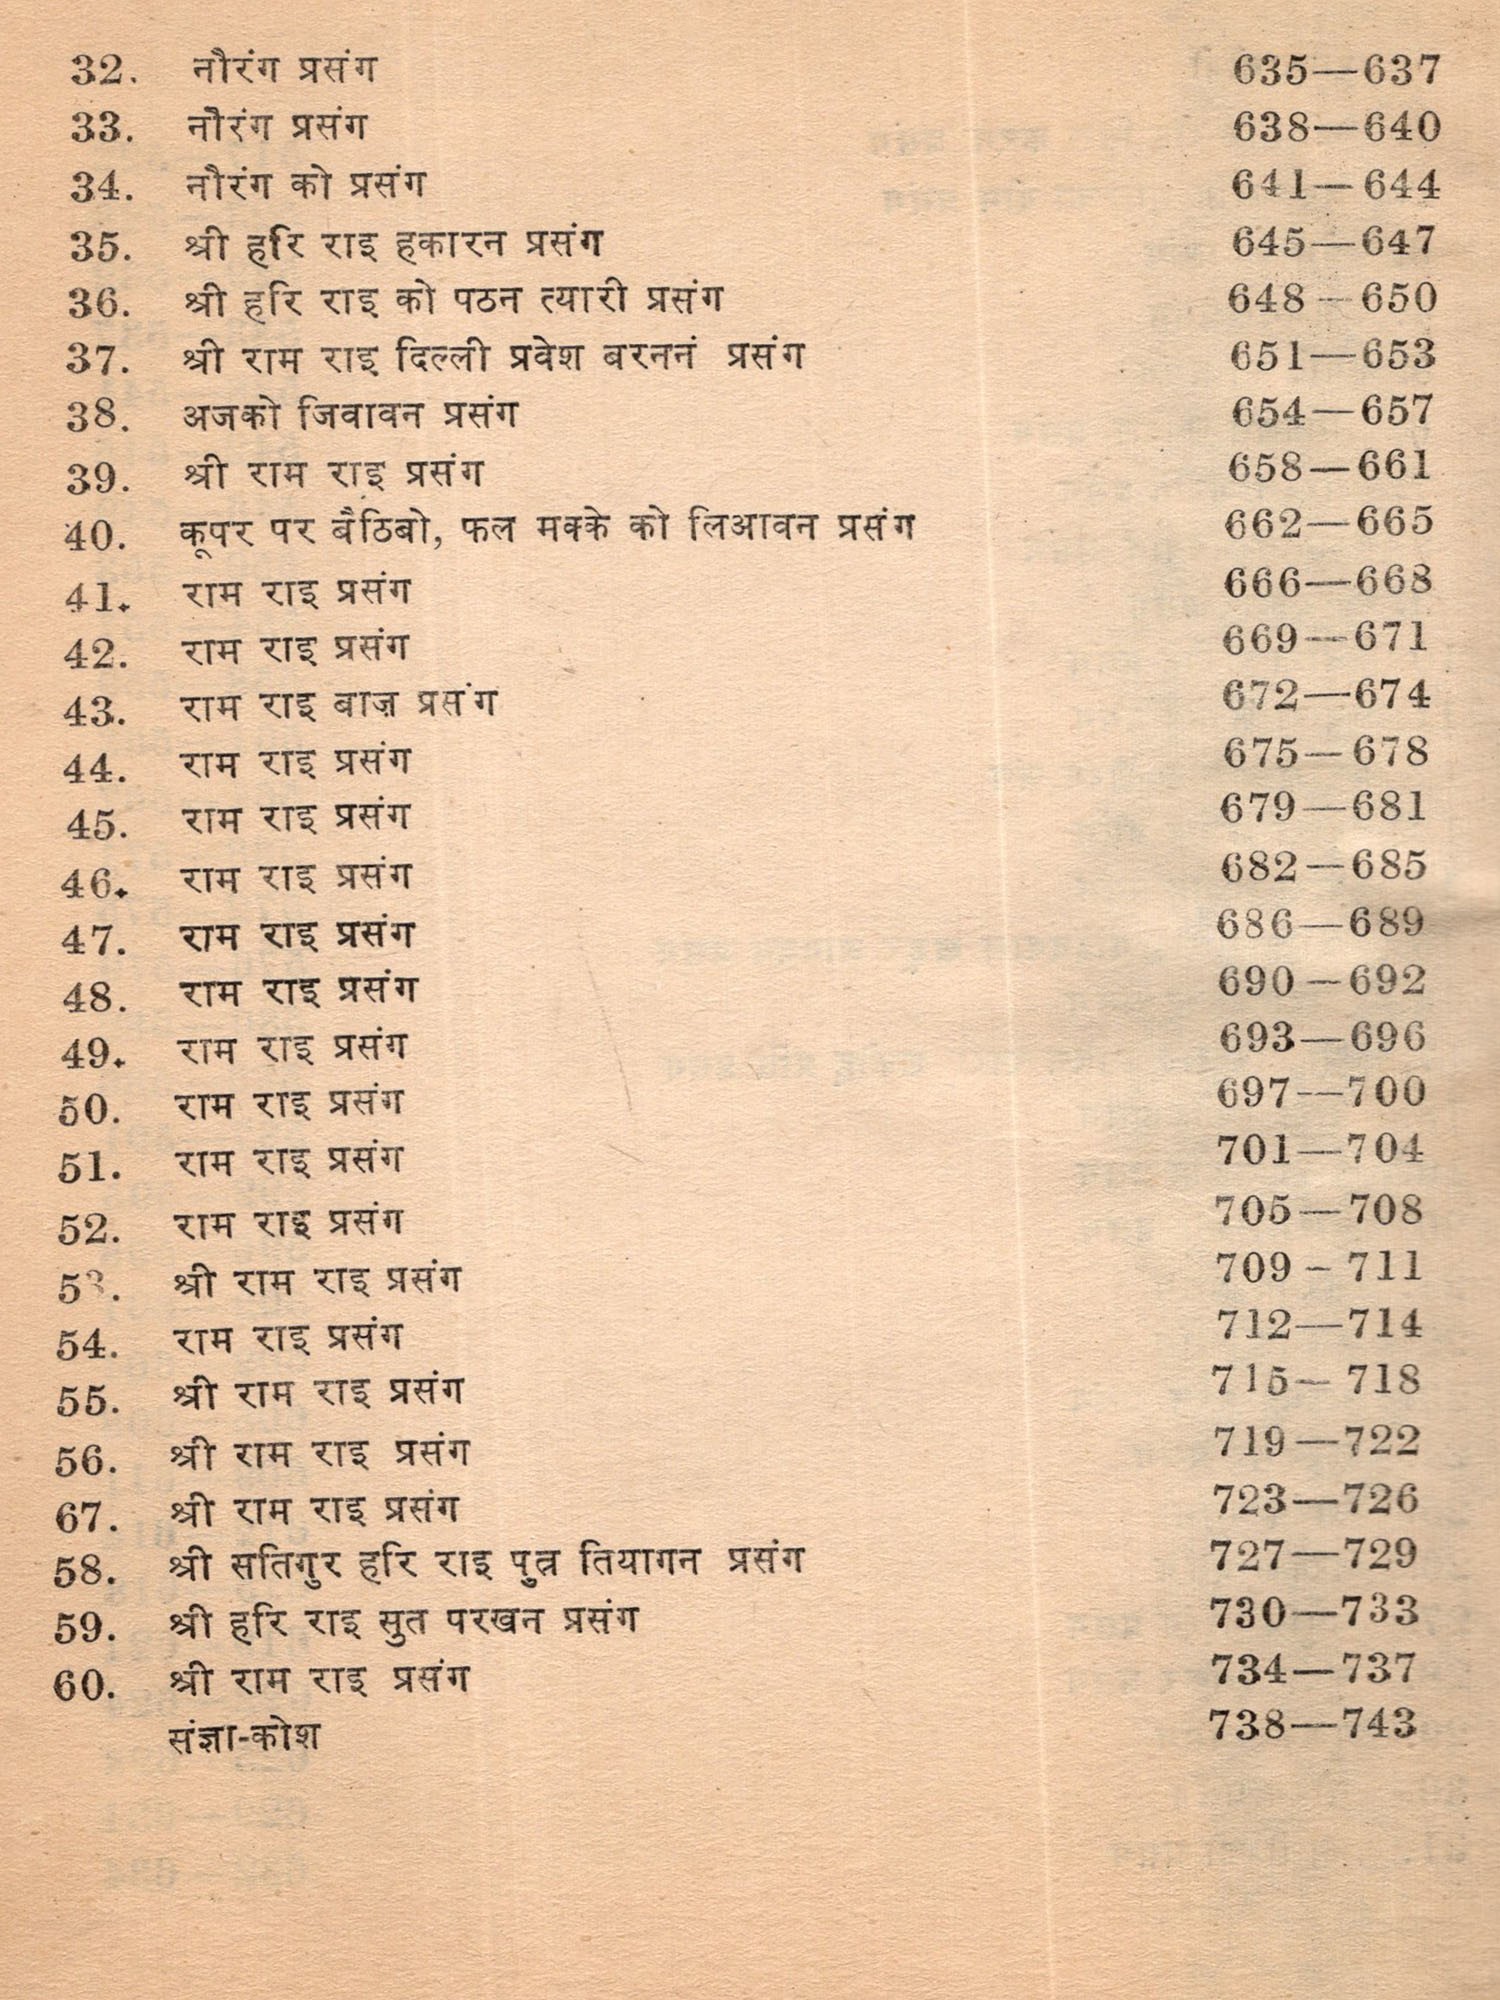 32. नौरंग प्रसंग 635—637
33. नौरंग प्रसंग 638—640
34. नौरंग को प्रसंग 641—644
35. श्री हरि राइ हकारन प्रसंग 645—647
36. श्री हरि राइ को पठन त्यारी प्रसंग 648—650
37. श्री राम राइ दिल्ली प्रवेश बरननं प्रसंग 651—653
38. अजको जिवावन प्रसंग 654—657
39. श्री राम राइ प्रसंग 658—661
40. कूपर पर बैठिबो, फल मक्के को लिआवन प्रसंग 662—665
41. राम राइ प्रसंग 666—668
42. राम राइ प्रसंग 669—671
43. राम राइ बाज़ प्रसंग 672—674
44. राम राइ प्रसंग 675—678
45. राम राइ प्रसंग 679—681
46. राम राइ प्रसंग 682—685
47. राम राइ प्रसंग 686—689
48. राम राइ प्रसंग 690—692
49. राम राइ प्रसंग 693—696
50. राम राइ प्रसंग 697—700
51. राम राइ प्रसंग 701—704
52. राम राइ प्रसंग 705—708
53. श्री राम राइ प्रसंग 709-711
54. राम राइ प्रसंग 712—714
55. श्री राम राइ प्रसंग 715—718
56. श्री राम राइ प्रसंग 719—722
67. श्री राम राइ प्रसंग 723—726
58. श्री सतिगुर हरि राइ पुत्र तियागन प्रसंग 727—729
59. श्री हरि राइ सुत परखन प्रसंग 730—733
60. श्री राम राइ प्रसंग 734—737
संज्ञा-कोश 738—743